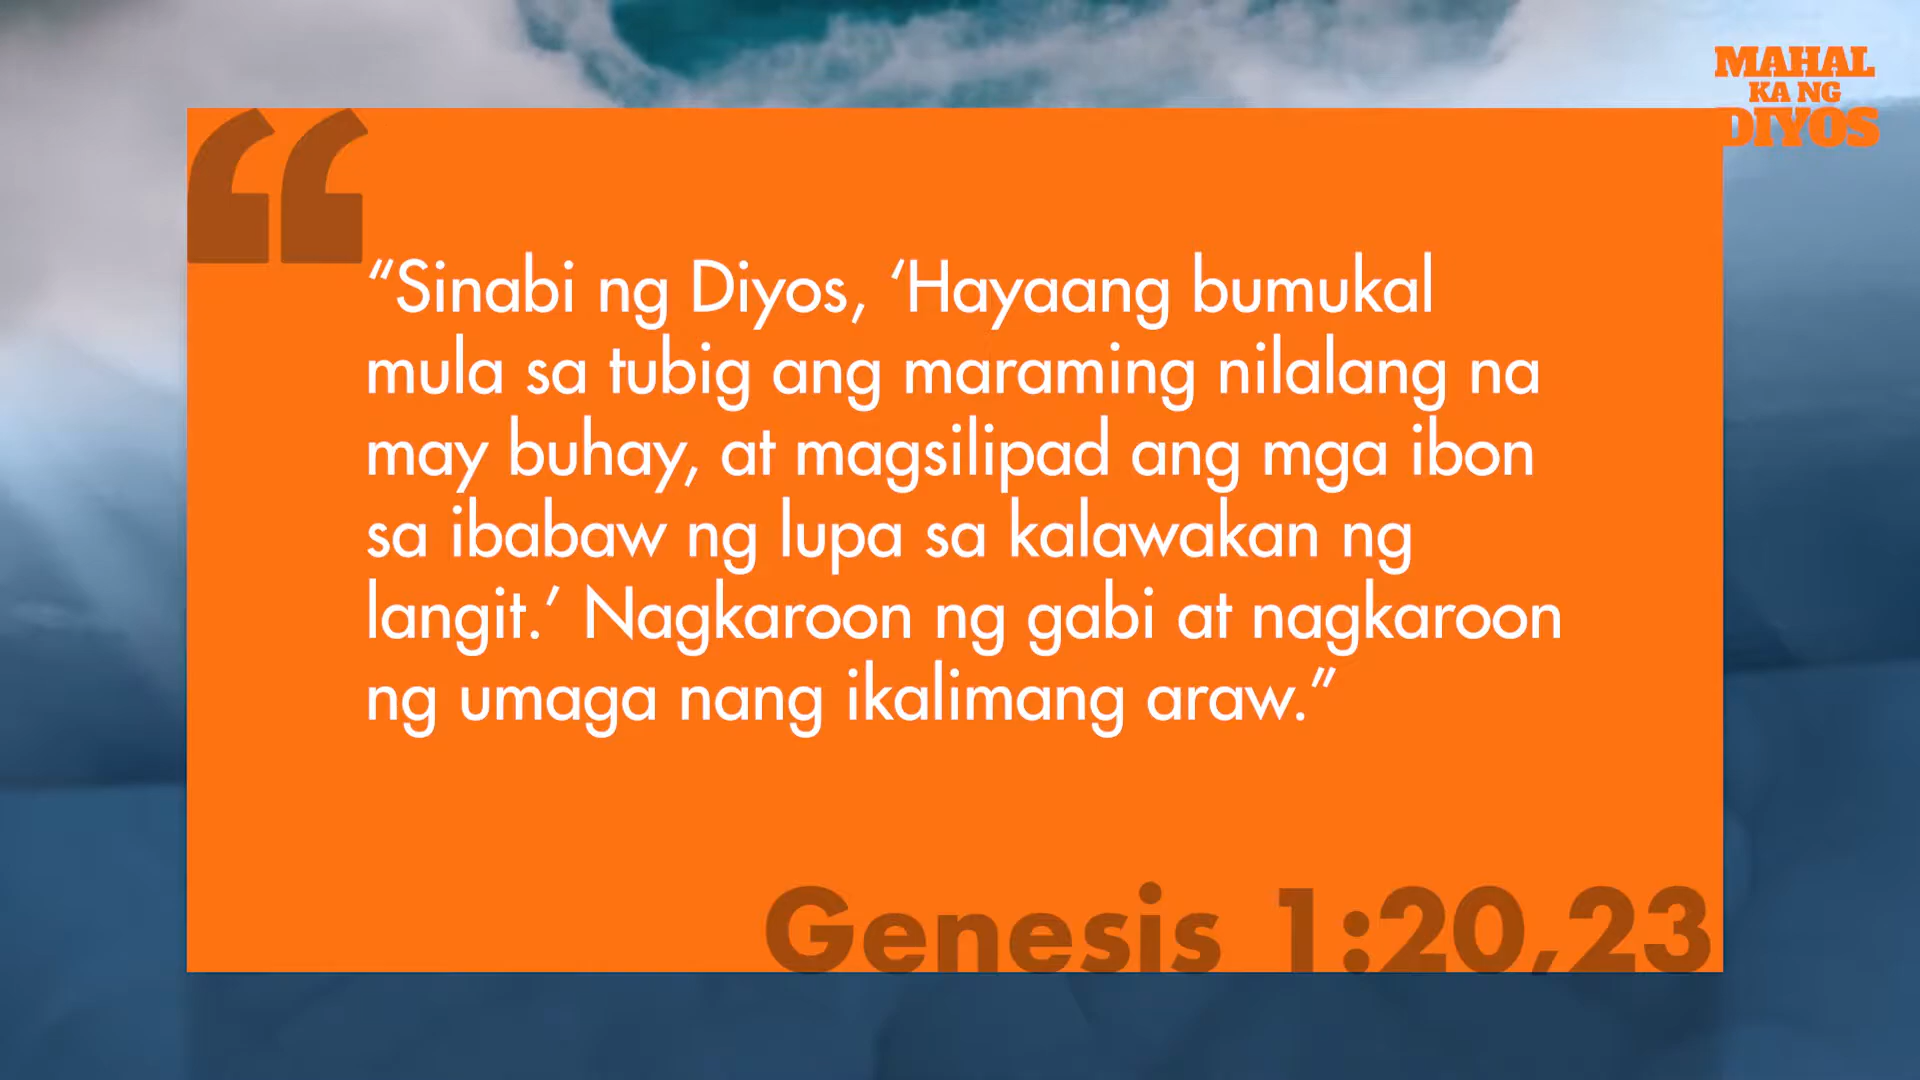 MAHAL
KA NG
DIYOS
“Sinabi ng Diyos, ‘Hayaang bumukal
mula sa tubig ang maraming nilalang na
may buhay, at magsilipad ang mga ibon
sa ibabaw ng lupa sa kalawakan ng
langit.’ Nagkaroon ng gabi at nagkaroon
ng umaga nang ikalimang araw.”
Genesis 1:20,23